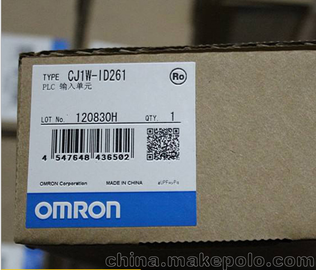 TYPE CJ1W-ID261
PLC 输入单元
Ro
LOT No. 120830H QTY. 1
4 547648 436502
OMRON Corporation MADE IN CHINA
OMRON
china.makepolo.com